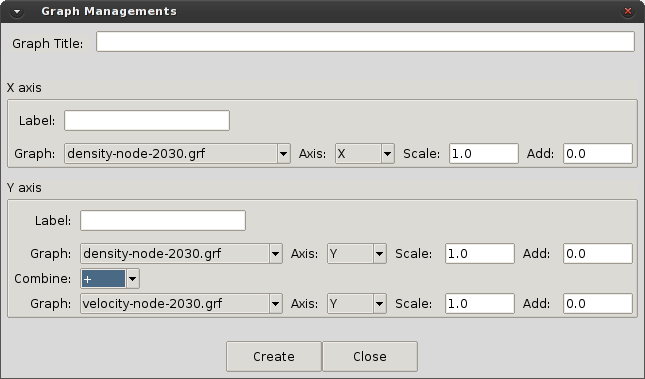 Graph Managements
Graph Title:
X axis
Label:
Graph: density-node-2030.grf Axis: X Scale: 1.0 Add: 0.0
Y axis
Label:
Graph: density-node-2030.grf Axis: Y Scale: 1.0 Add: 0.0
Combine: +
Graph: velocity-node-2030.grf Axis: Y Scale: 1.0 Add: 0.0
Create Close